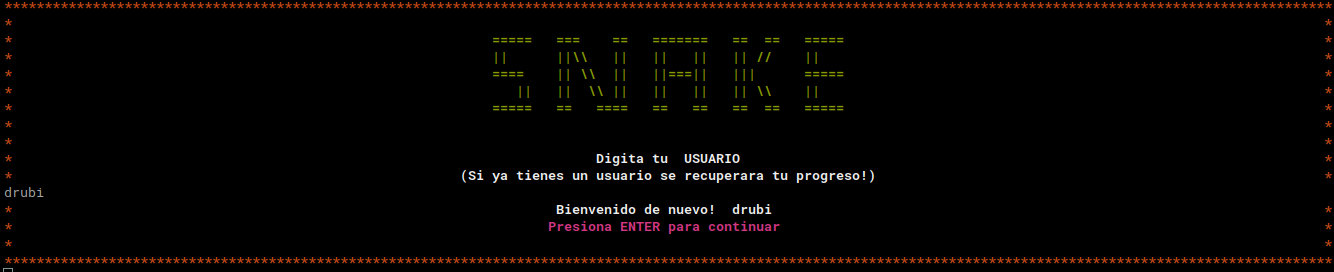 SNAKE
Digita tu  USUARIO
(Si ya tienes un usuario se recuperara tu progreso!)
drubi
Bienvenido de nuevo!  drubi
Presiona ENTER para continuar